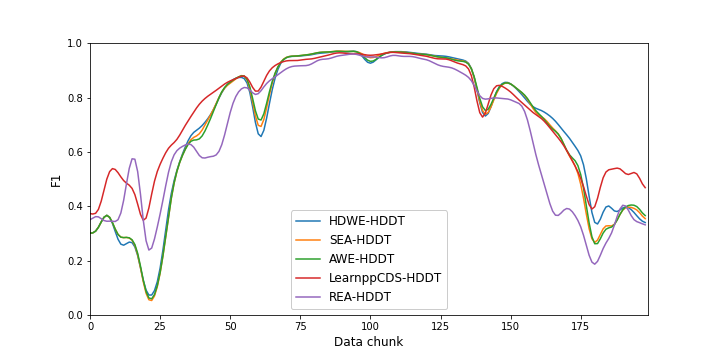 1.0
0.8
0.6
0.4
0.2
0.0
F1
HDWE-HDDT
SEA-HDDT
AWE-HDDT
LearnppCDS-HDDT
REA-HDDT
0 25 50 75 100 125 150 175
Data chunk